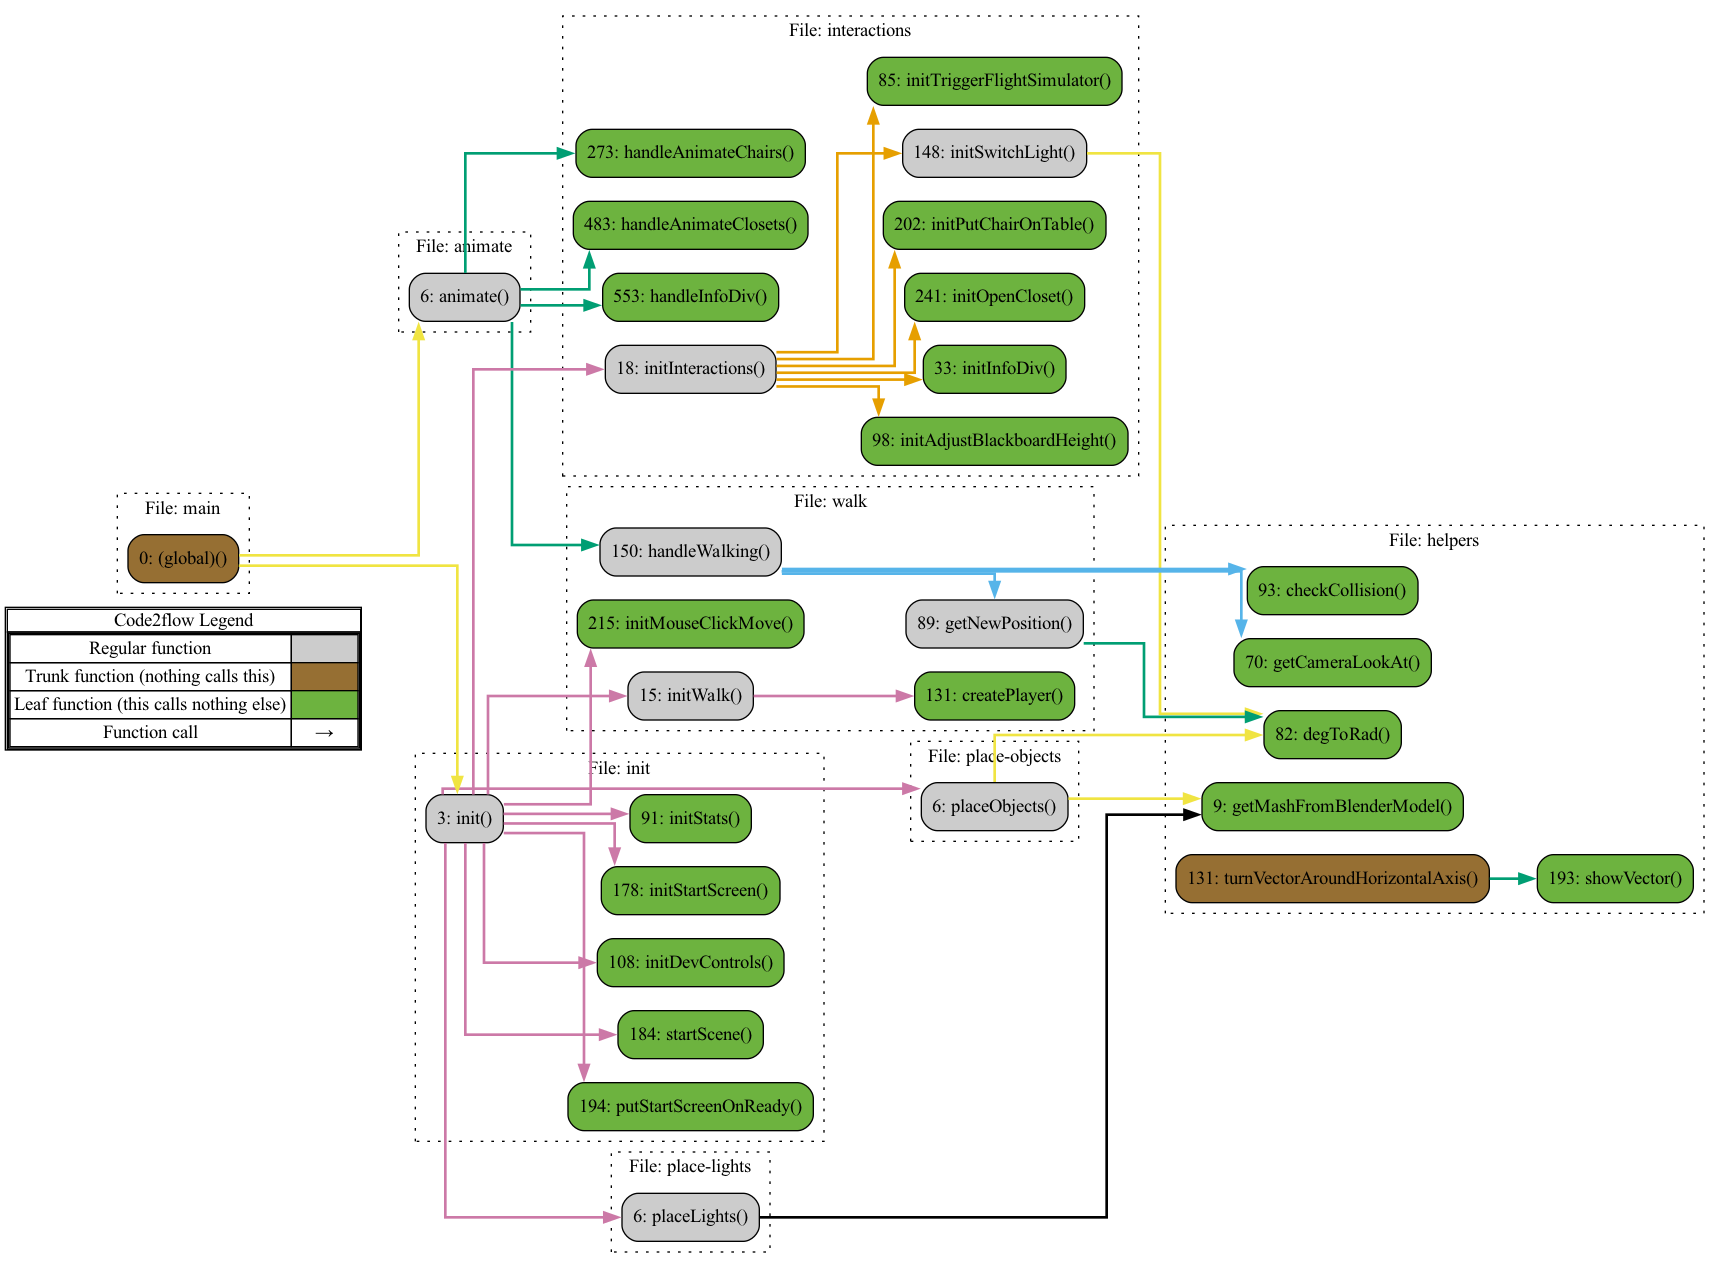 File: interactions
85: initTriggerFlightSimulator()
273: handleAnimateChairs()
148: initSwitchLight()
483: handleAnimateClosets()
202: initPutChairOnTable()
File: animate
6: animate()
553: handleInfoDiv()
241: initOpenCloset()
18: initInteractions()
33: initInfoDiv()
98: initAdjustBlackboardHeight()
File: main
0: (global)()
File: walk
150: handleWalking()
215: initMouseClickMove()
89: getNewPosition()
15: initWalk()
131: createPlayer()
File: helpers
93: checkCollision()
70: getCameraLookAt()
82: degToRad()
9: getMashFromBlenderModel()
131: turnVectorAroundHorizontalAxis()
193: showVector()
Code2flow Legend
Regular function
Trunk function (nothing calls this)
Leaf function (this calls nothing else)
Function call →
File: place-objects
6: placeObjects()
File: init
3: init()
91: initStats()
178: initStartScreen()
108: initDevControls()
184: startScene()
194: putStartScreenOnReady()
File: place-lights
6: placeLights()